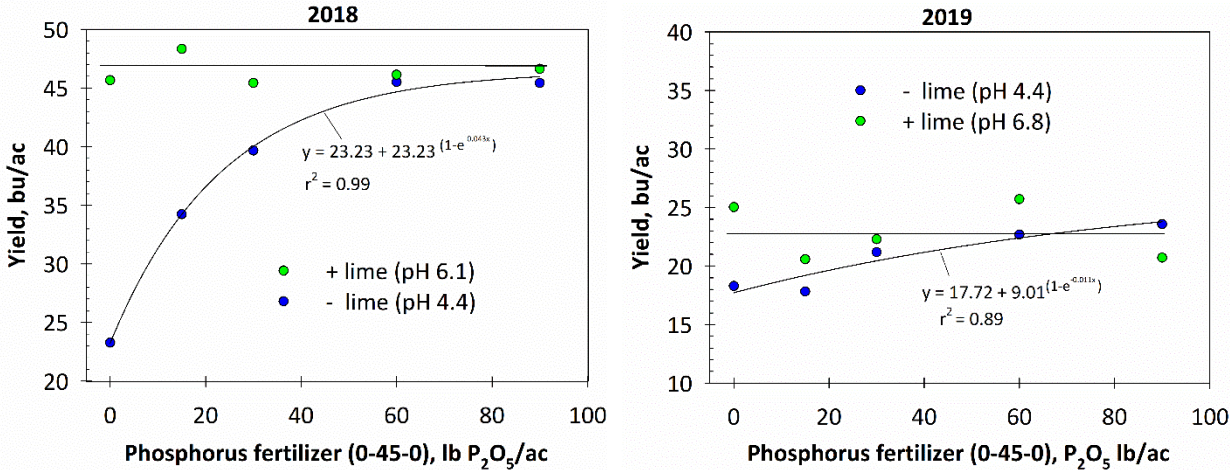 2018
50
45
40
35
30
25
20
Yield, bu/ac
y = 23.23 + 23.23 (1-e^0.043x)
r² = 0.99
+ lime (pH 6.1)
- lime (pH 4.4)
0 20 40 60 80 100
Phosphorus fertilizer (0-45-0), lb P₂O₅/ac
2019
40
35
30
25
20
15
10
Yield, bu/ac
- lime (pH 4.4)
+ lime (pH 6.8)
y = 17.72 + 9.01(1-e^-0.011x)
r² = 0.89
0 20 40 60 80 100
Phosphorus fertilizer (0-45-0), P₂O₅ lb/ac